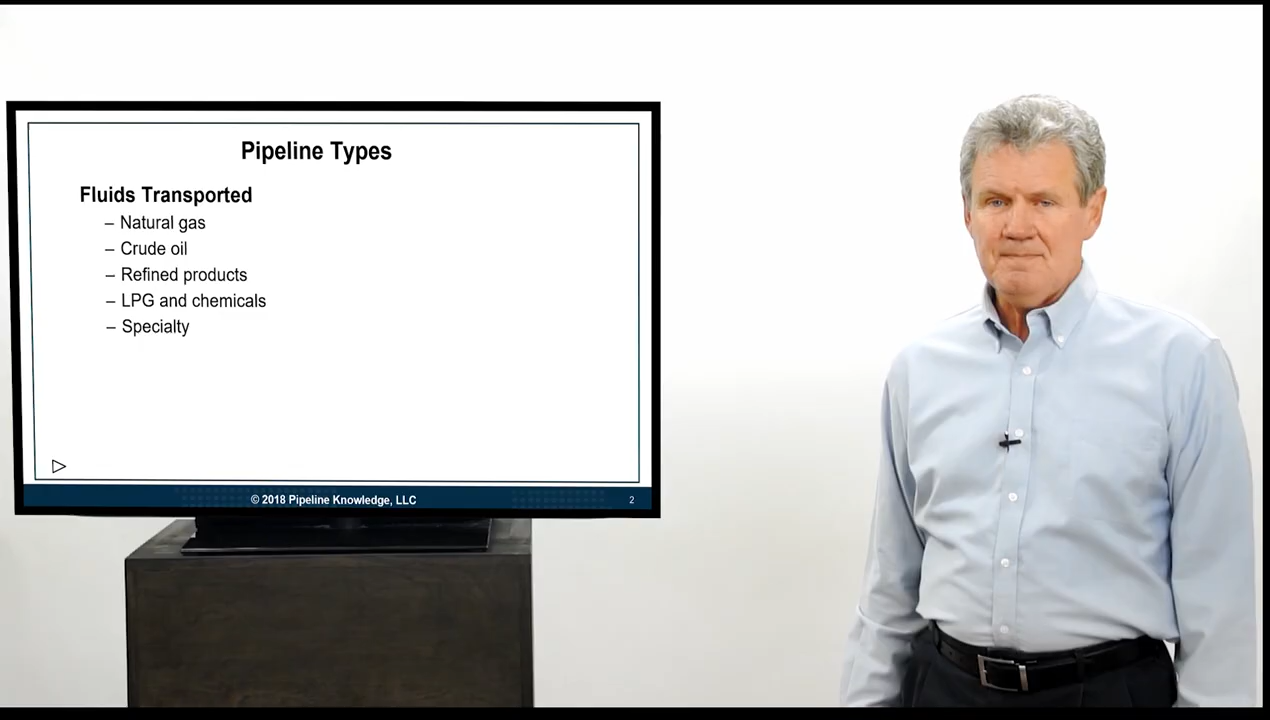 Pipeline Types
Fluids Transported
– Natural gas
– Crude oil
– Refined products
– LPG and chemicals
– Specialty
© 2018 Pipeline Knowledge, LLC
2